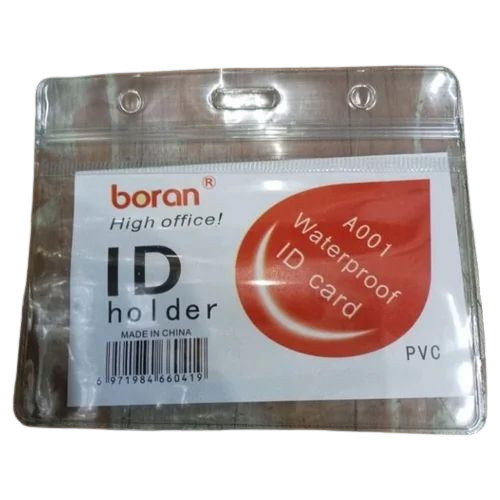 boran®
High office!
ID
holder
MADE IN CHINA
6 971984 660419
A001
Waterproof
ID card
PVC